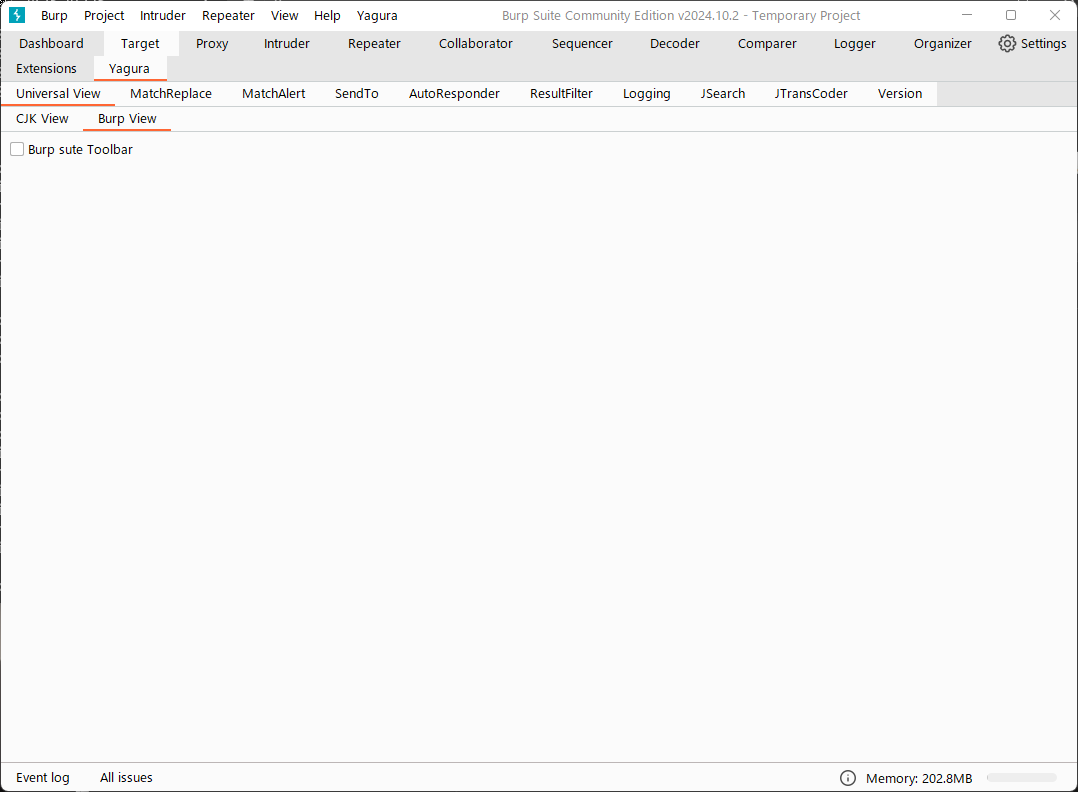 Burp Project Intruder Repeater View Help Yagura Burp Suite Community Edition v2024.10.2 - Temporary Project
Dashboard Target Proxy Intruder Repeater Collaborator Sequencer Decoder Comparer Logger Organizer Settings
Extensions Yagura
Universal View MatchReplace MatchAlert SendTo AutoResponder ResultFilter Logging JSearch JTransCoder Version
CJK View Burp View
Burp sute Toolbar
Event log All issues Memory: 202.8MB